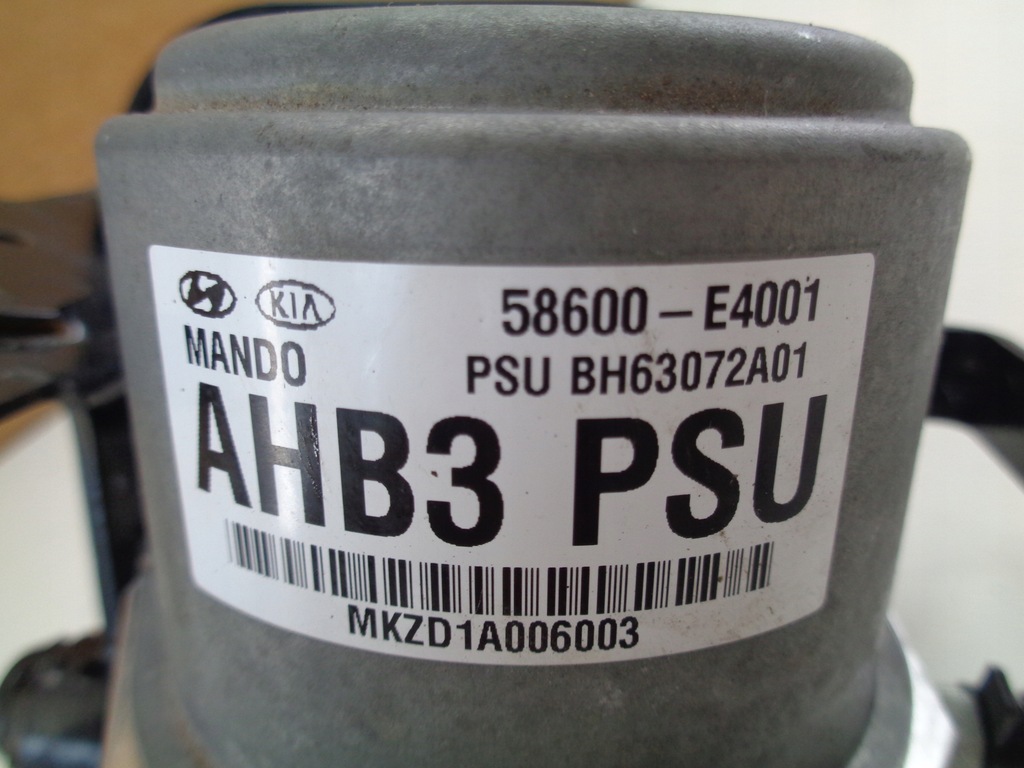 KIA
58600-E4001
MANDO
PSU BH63072A01
AHB3 PSU
MKZD1A006003